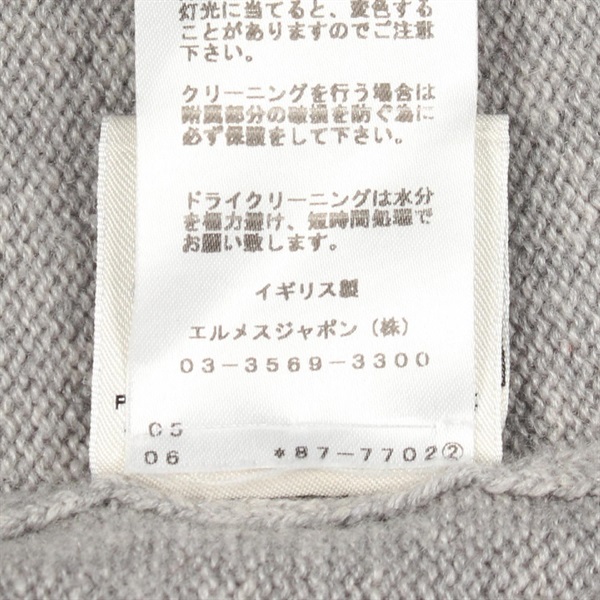 灯光に当てると、変色する
ことがありますのでご注意
下さい。
クリーニングを行う場合は
附属部分の破損を防ぐ為に
必ず保護をして下さい。
ドライクリーニングは水分
を極力避け、短時間処理で
お願い致します。
イギリス製
エルメスジャポン（株）
03-3569-3300
P
05
06 *87-7702②